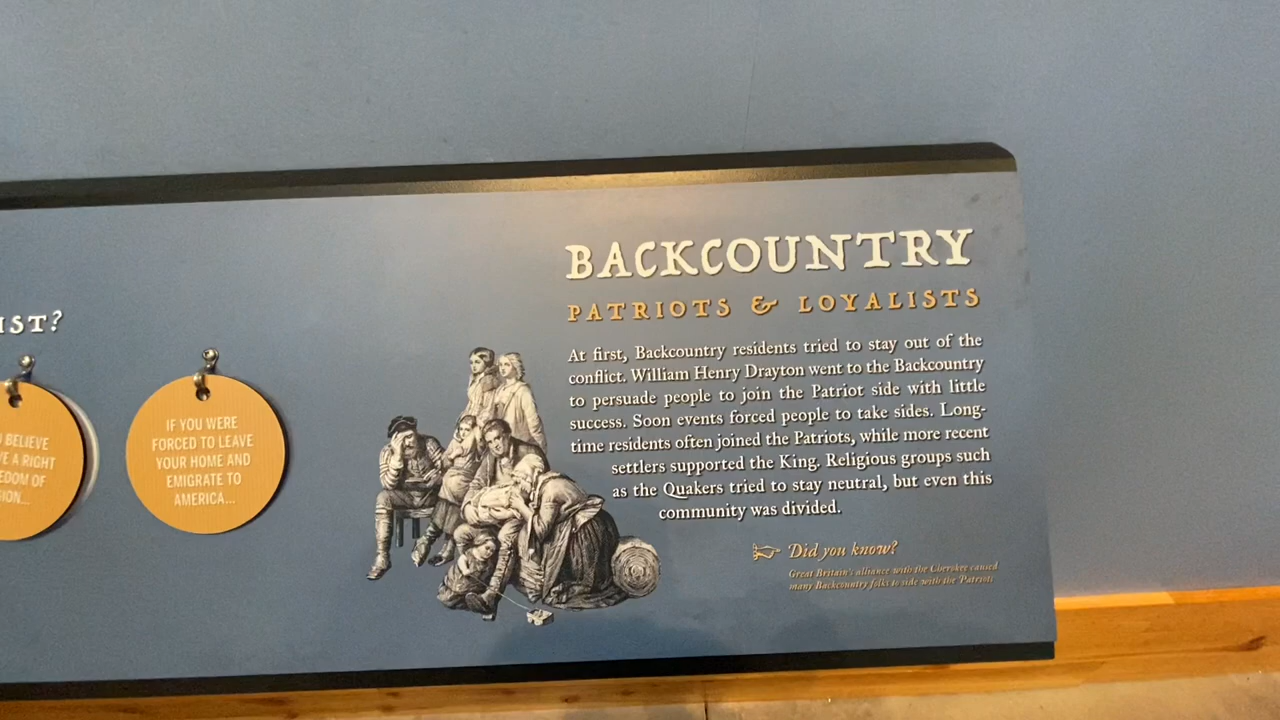 IST?
BELIEVE
A RIGHT
IF YOU WERE
FORCED TO LEAVE
YOUR HOME AND
EMIGRATE TO
AMERICA...
BACKCOUNTRY
PATRIOTS & LOYALISTS
At first, Backcountry residents tried to stay out of the
conflict. William Henry Drayton went to the Backcountry
to persuade people to join the Patriot side with little
success. Soon events forced people to take sides. Long-
time residents often joined the Patriots, while more recent
settlers supported the King. Religious groups such
as the Quakers tried to stay neutral, but even this
community was divided.
Did you know?
Great Britain's alliance with the Cherokee caused
many Backcountry folks to side with the Patriots